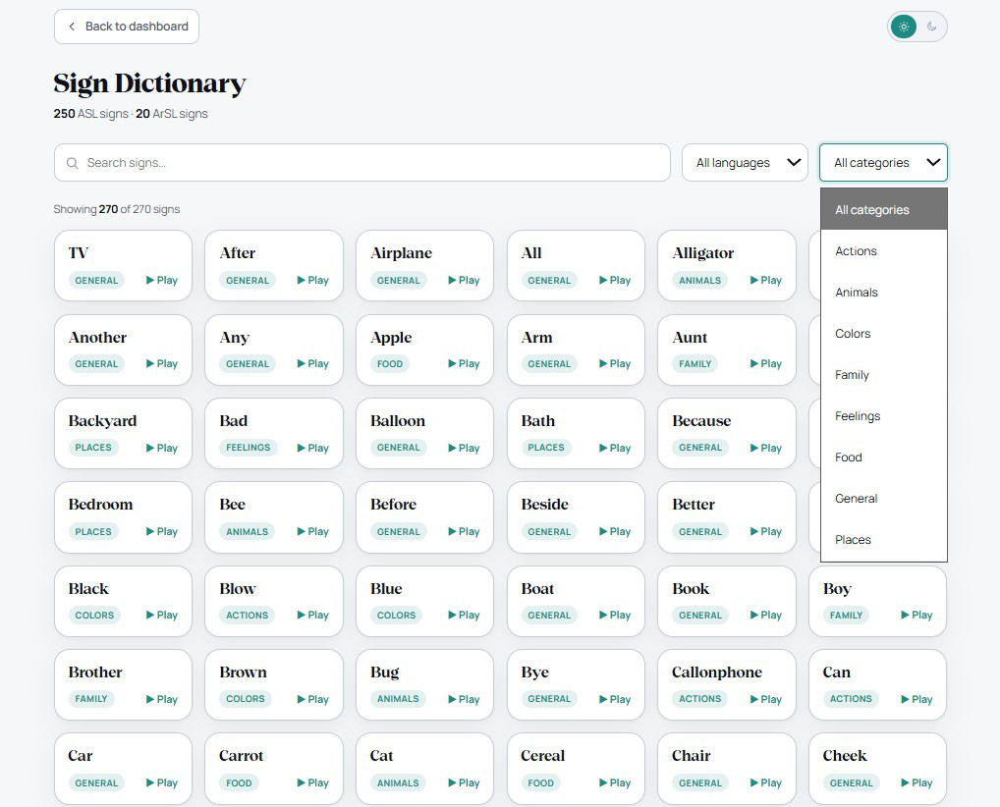 Back to dashboard
Sign Dictionary
250 ASL signs · 20 ArSL signs
Search signs...
All languages
All categories
Showing 270 of 270 signs
All categories
Actions
Animals
Colors
Family
Feelings
Food
General
Places
TV
GENERAL ▶ Play
After
GENERAL ▶ Play
Airplane
GENERAL ▶ Play
All
GENERAL ▶ Play
Alligator
ANIMALS ▶ Play
Another
GENERAL ▶ Play
Any
GENERAL ▶ Play
Apple
FOOD ▶ Play
Arm
GENERAL ▶ Play
Aunt
FAMILY ▶ Play
Backyard
PLACES ▶ Play
Bad
FEELINGS ▶ Play
Balloon
GENERAL ▶ Play
Bath
PLACES ▶ Play
Because
GENERAL ▶ Play
Bedroom
PLACES ▶ Play
Bee
ANIMALS ▶ Play
Before
GENERAL ▶ Play
Beside
GENERAL ▶ Play
Better
GENERAL ▶ Play
Black
COLORS ▶ Play
Blow
ACTIONS ▶ Play
Blue
COLORS ▶ Play
Boat
GENERAL ▶ Play
Book
GENERAL ▶ Play
Boy
FAMILY ▶ Play
Brother
FAMILY ▶ Play
Brown
COLORS ▶ Play
Bug
ANIMALS ▶ Play
Bye
GENERAL ▶ Play
Callonphone
ACTIONS ▶ Play
Can
ACTIONS ▶ Play
Car
GENERAL ▶ Play
Carrot
FOOD ▶ Play
Cat
ANIMALS ▶ Play
Cereal
FOOD ▶ Play
Chair
GENERAL ▶ Play
Cheek
GENERAL ▶ Play